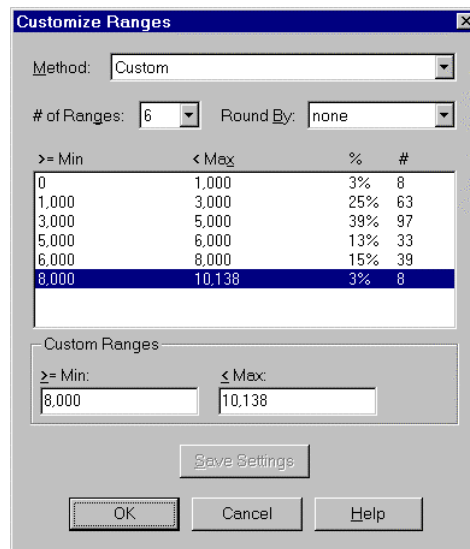 Customize Ranges
Method: Custom
# of Ranges: 6 Round By: none
>= Min < Max % #
0 1,000 3% 8
1,000 3,000 25% 63
3,000 5,000 39% 97
5,000 6,000 13% 33
6,000 8,000 15% 39
8,000 10,138 3% 8
Custom Ranges
>= Min: < Max:
8,000 10,138
Save Settings
OK Cancel Help